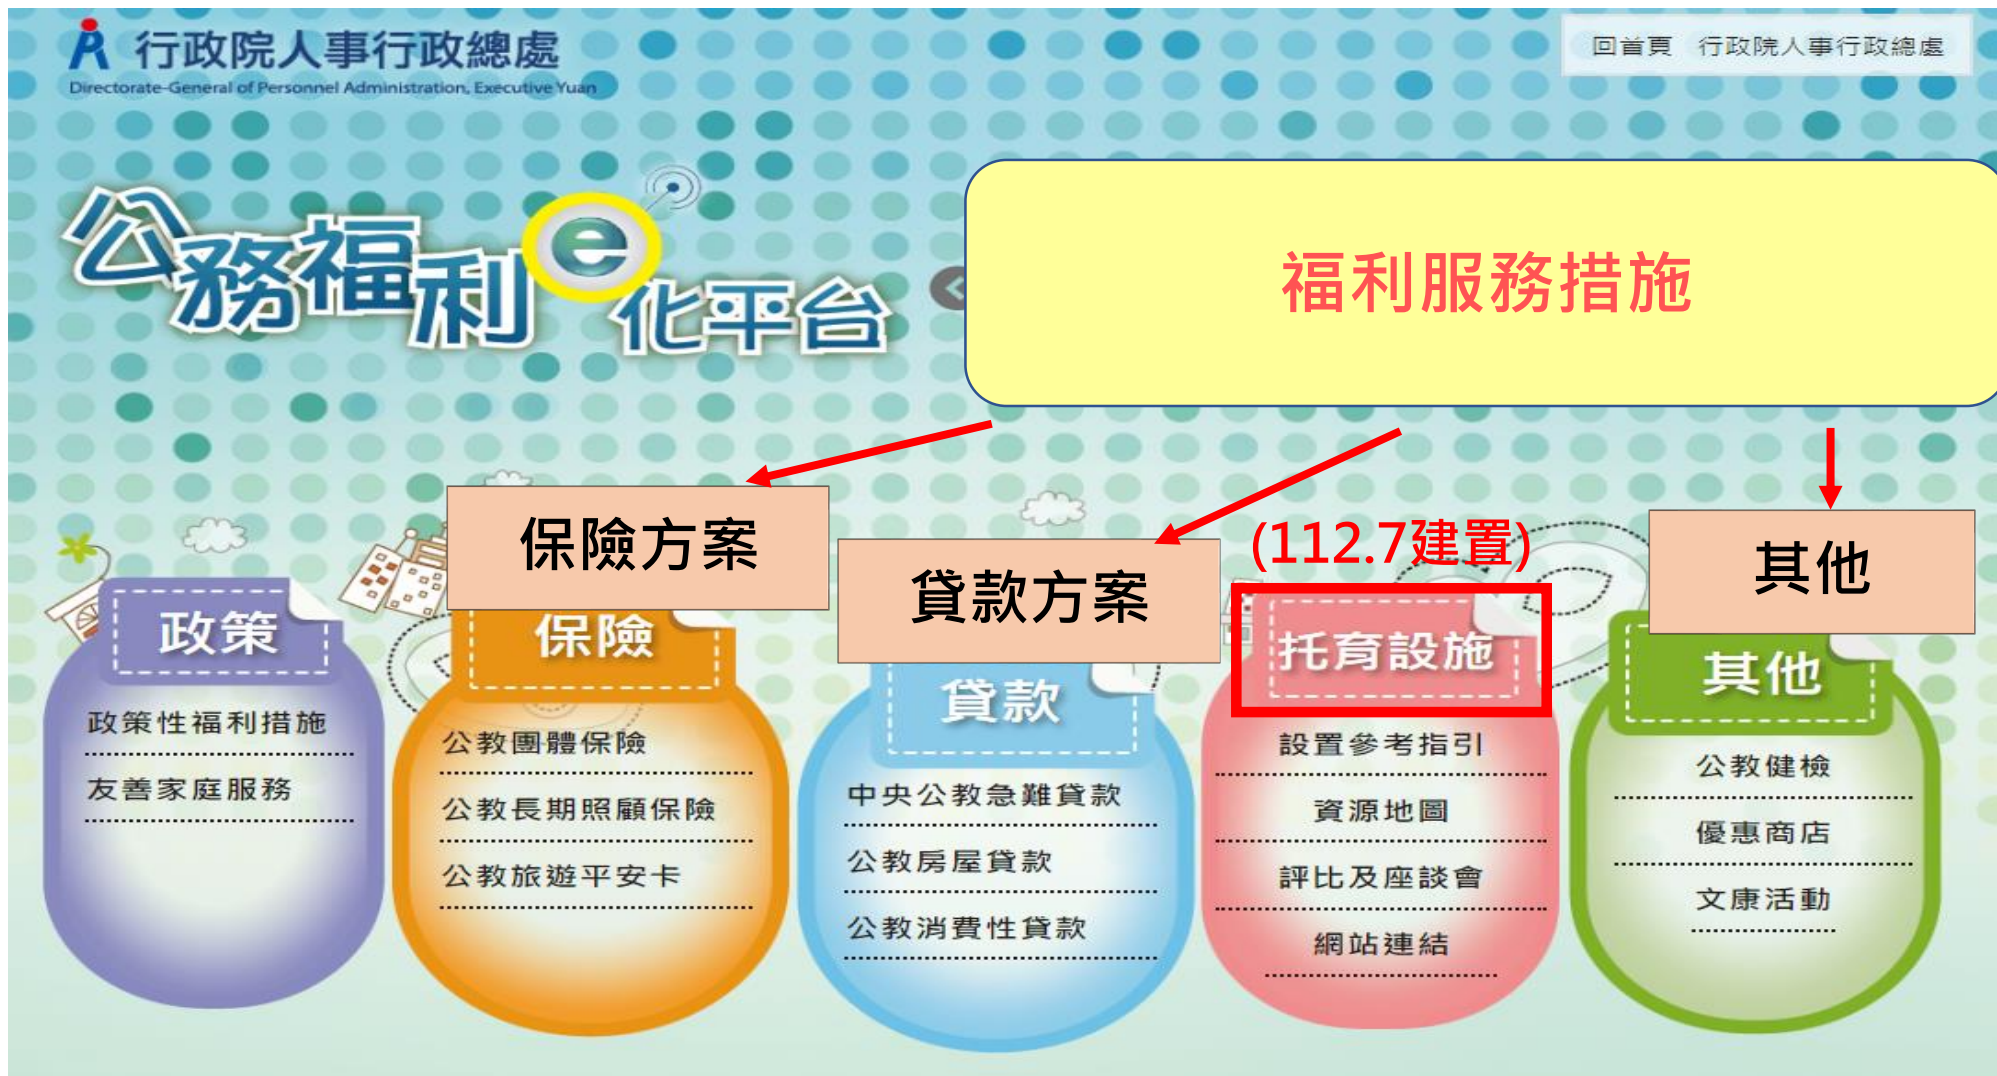 行政院人事行政總處
Directorate-General of Personnel Administration, Executive Yuan
回首頁 行政院人事行政總處
公務福利e化平台
福利服務措施
保險方案
貸款方案
(112.7建置)
其他
政策
政策性福利措施
友善家庭服務
保險
公教團體保險
公教長期照顧保險
公教旅遊平安卡
貸款
中央公教急難貸款
公教房屋貸款
公教消費性貸款
托育設施
設置參考指引
資源地圖
評比及座談會
網站連結
其他
公教健檢
優惠商店
文康活動